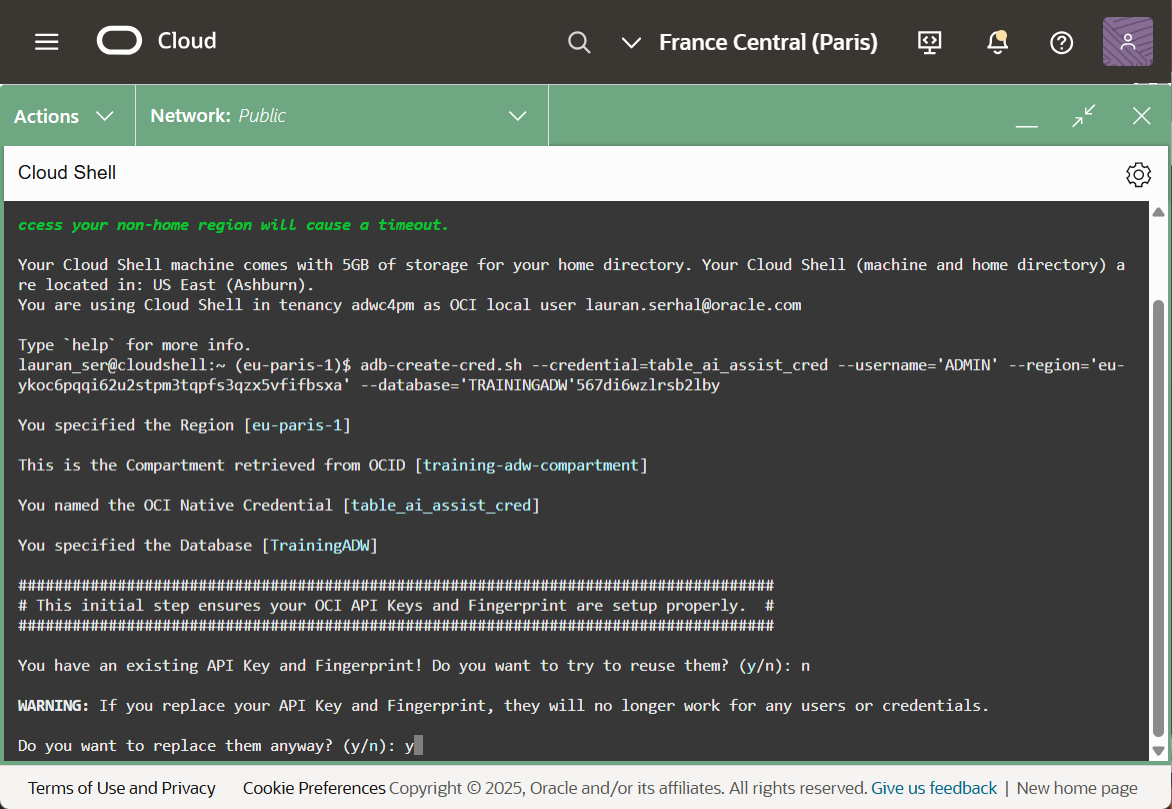 Cloud
France Central (Paris)
Actions
Network: Public
Cloud Shell
ccess your non-home region will cause a timeout.
Your Cloud Shell machine comes with 5GB of storage for your home directory. Your Cloud Shell (machine and home directory) a
re located in: US East (Ashburn).
You are using Cloud Shell in tenancy adwc4pm as OCI local user lauran.serhal@oracle.com
Type `help` for more info.
lauran_ser@cloudshell:~ (eu-paris-1)$ adb-create-cred.sh --credential=table_ai_assist_cred --username='ADMIN' --region='eu-
ykoc6pqqi62u2stpm3tqpfs3qzx5vfifbsxa' --database='TRAININGADW'567di6wzlrsb2lby
You specified the Region [eu-paris-1]
This is the Compartment retrieved from OCID [training-adw-compartment]
You named the OCI Native Credential [table_ai_assist_cred]
You specified the Database [TrainingADW]
####################################################################################
# This initial step ensures your OCI API Keys and Fingerprint are setup properly.  #
####################################################################################
You have an existing API Key and Fingerprint! Do you want to try to reuse them? (y/n): n
WARNING: If you replace your API Key and Fingerprint, they will no longer work for any users or credentials.
Do you want to replace them anyway? (y/n): y
Terms of Use and Privacy Cookie Preferences Copyright © 2025, Oracle and/or its affiliates. All rights reserved. Give us feedback | New home page